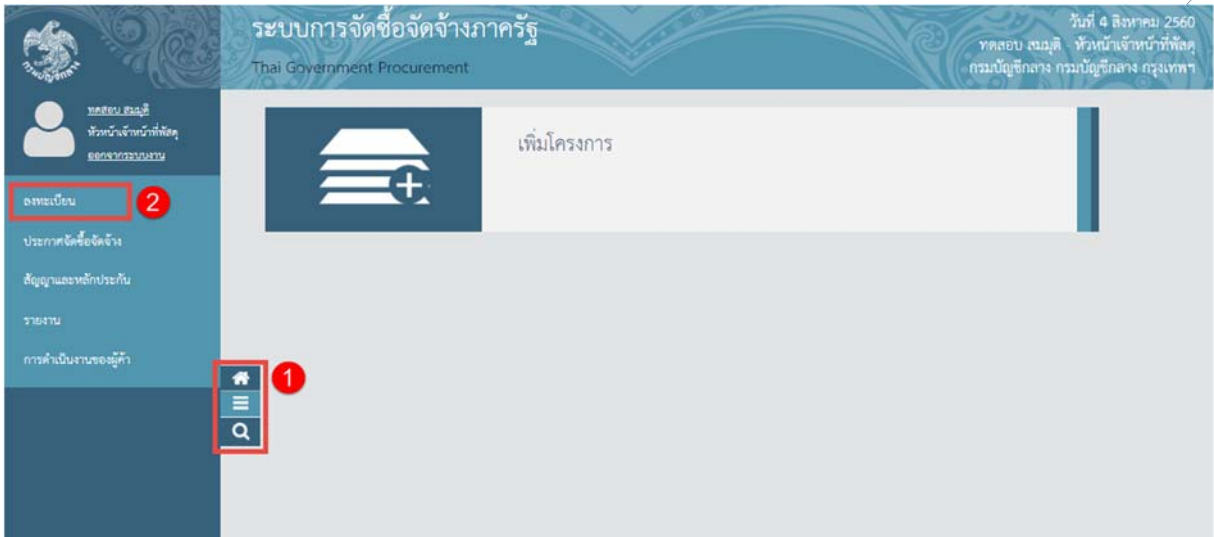 ระบบการจัดซื้อจัดจ้างภาครัฐ
Thai Government Procurement
วันที่ 4 สิงหาคม 2560
ทดสอบ สมมุติ - หัวหน้าเจ้าหน้าที่พัสดุ
กรมบัญชีกลาง กรมบัญชีกลาง กรุงเทพฯ
กรมบัญชีกลาง
ทดสอบ สมมุติ
หัวหน้าเจ้าหน้าที่พัสดุ
ออกจากระบบงาน
ลงทะเบียน
2
ประกาศจัดซื้อจัดจ้าง
สัญญาและหลักประกัน
รายงาน
การดำเนินงานของผู้ค้า
เพิ่มโครงการ
1